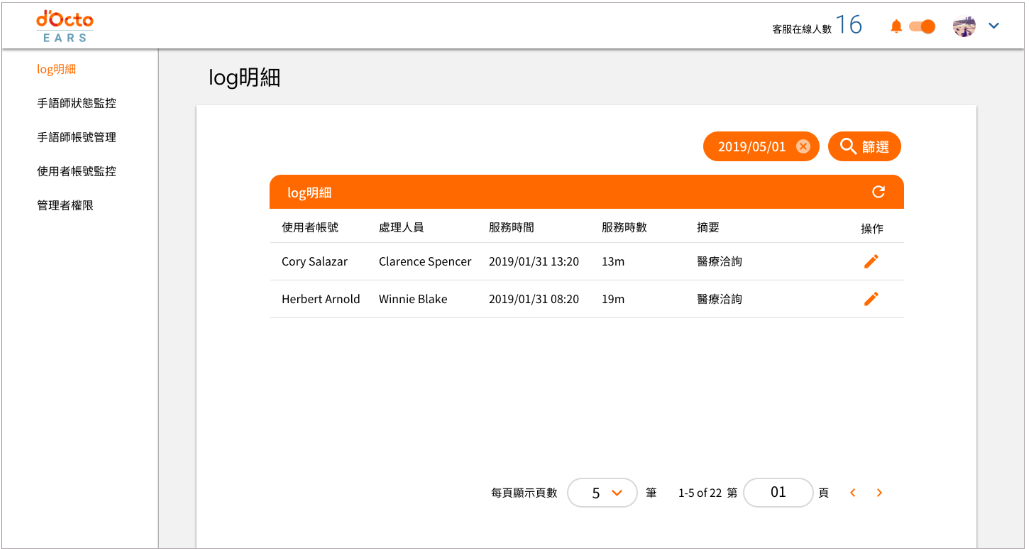 d'Octo
EARS
客服在線人數 16
log明細
手語師狀態監控
手語師帳號管理
使用者帳號監控
管理者權限
log明細
2019/05/01 篩選
log明細
使用者帳號 處理人員 服務時間 服務時數 摘要 操作
Cory Salazar Clarence Spencer 2019/01/31 13:20 13m 醫療洽詢
Herbert Arnold Winnie Blake 2019/01/31 08:20 19m 醫療洽詢
每頁顯示頁數 5 筆 1-5 of 22 第 01 頁